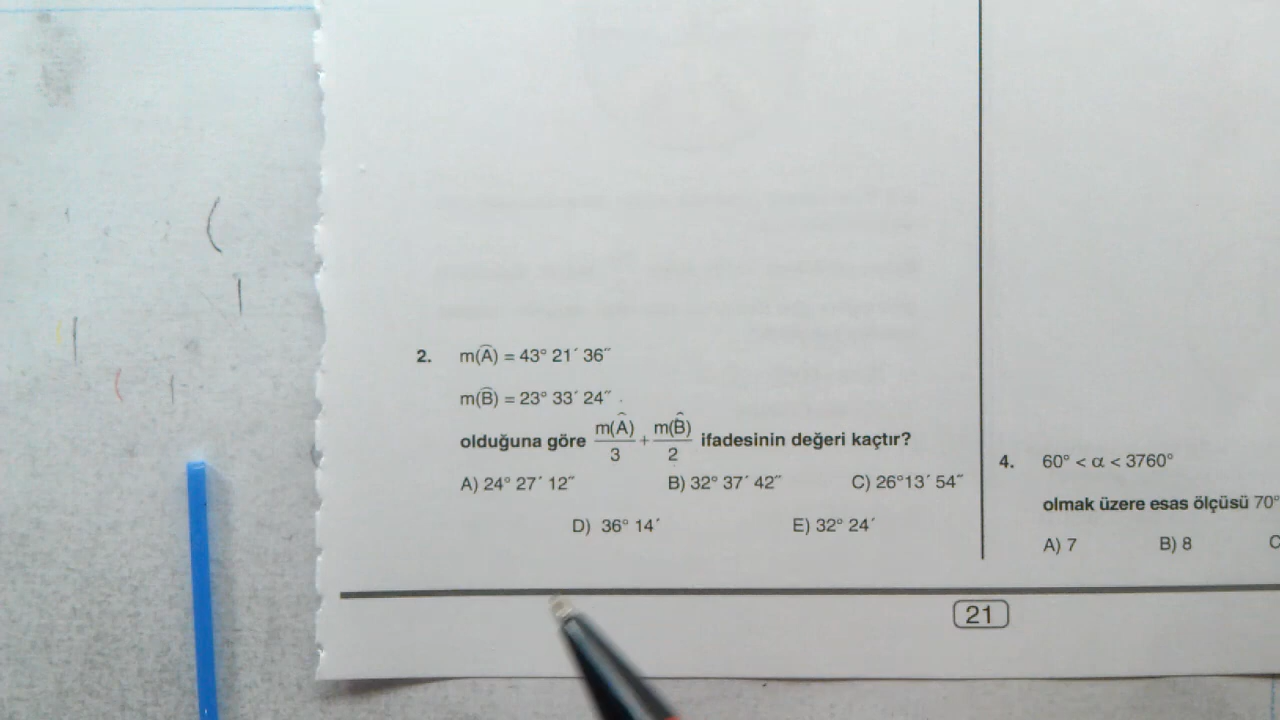 2. m(Â) = 43° 21´ 36˝
m(B̂) = 23° 33´ 24˝
olduğuna göre m(Â)/3 + m(B̂)/2 ifadesinin değeri kaçtır?
A) 24° 27´ 12˝ B) 32° 37´ 42˝ C) 26°13´ 54˝
D) 36° 14´ E) 32° 24´
4. 60° < α < 3760°
olmak üzere esas ölçüsü 70°
A) 7 B) 8 C
21